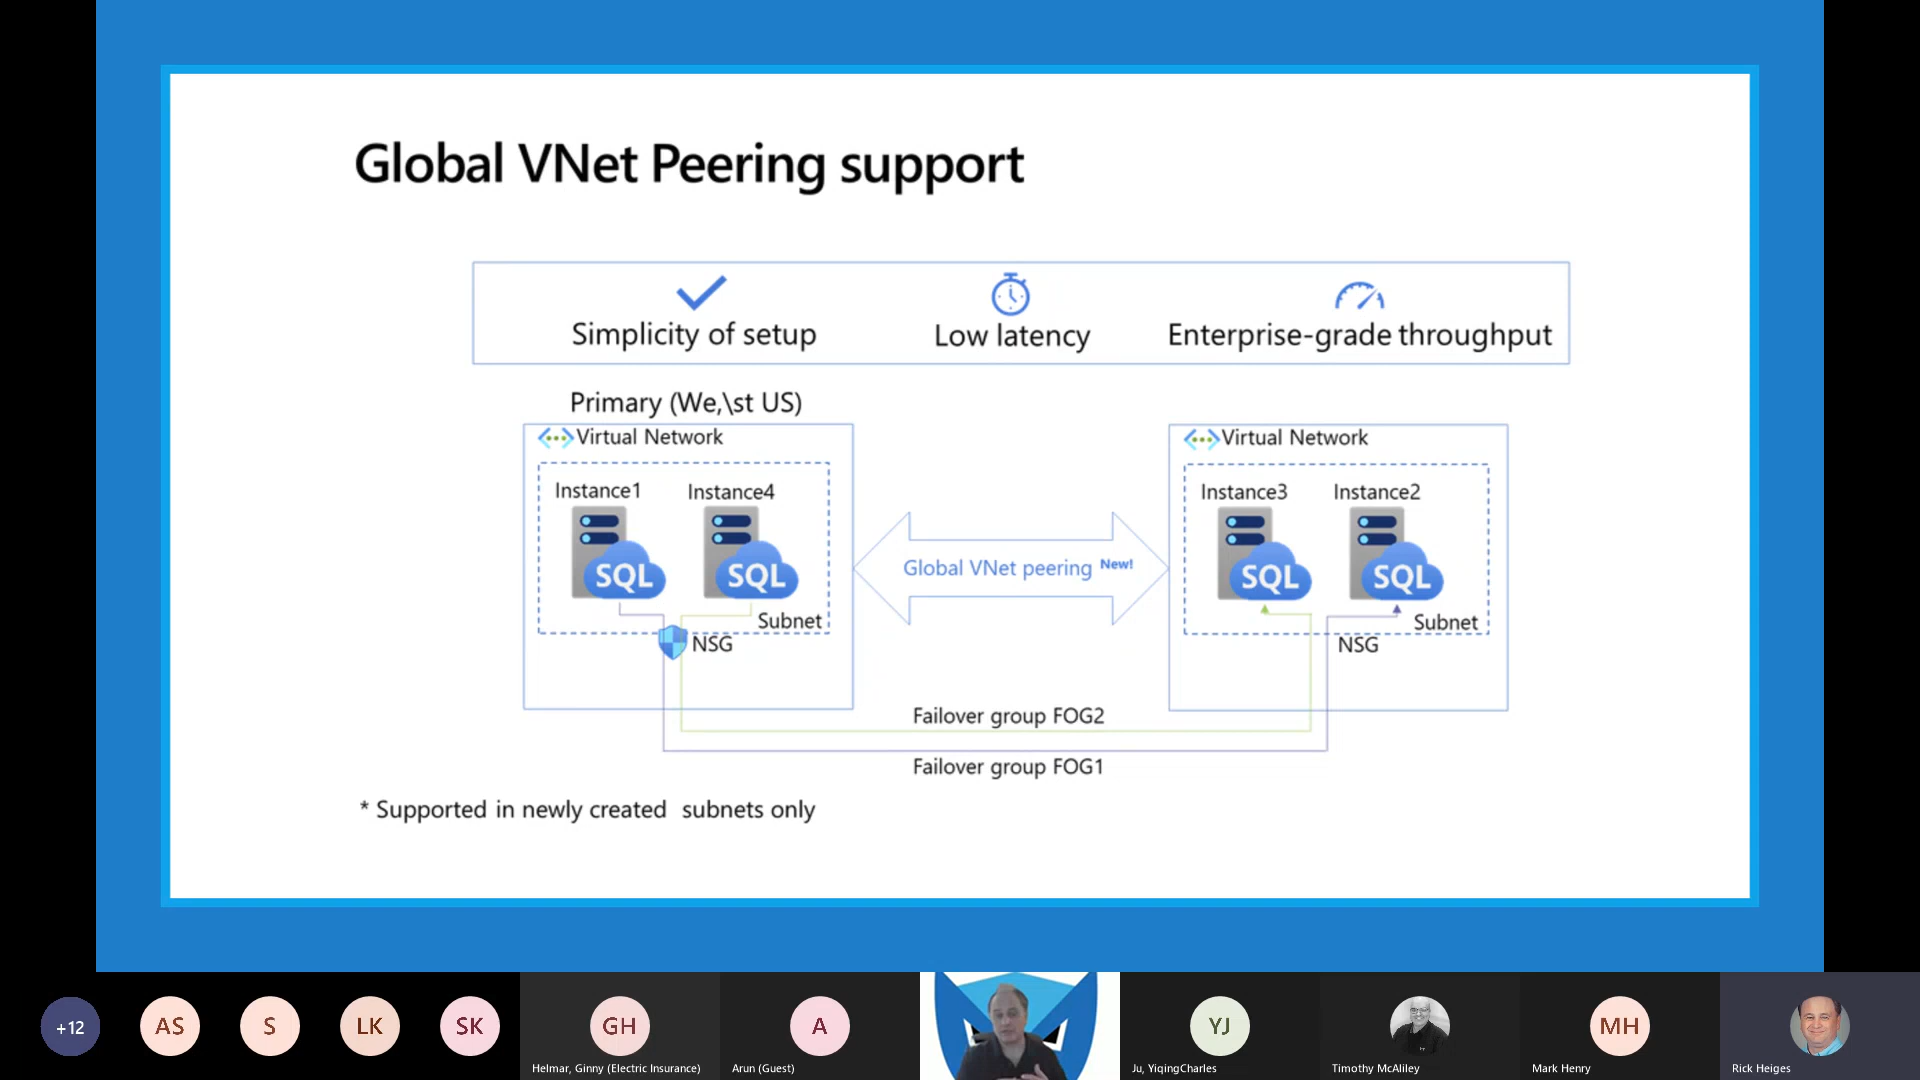 Global VNet Peering support
Simplicity of setup
Low latency
Enterprise-grade throughput
Primary (We,\st US)
Virtual Network
Instance1
Instance4
SQL
SQL
Subnet
NSG
Global VNet peering New!
Virtual Network
Instance3
Instance2
SQL
SQL
Subnet
NSG
Failover group FOG2
Failover group FOG1
* Supported in newly created subnets only
+12
AS
S
LK
SK
GH
Helmar, Ginny (Electric Insurance)
A
Arun (Guest)
YJ
Ju, YiqingCharles
Timothy McAliley
MH
Mark Henry
Rick Heiges